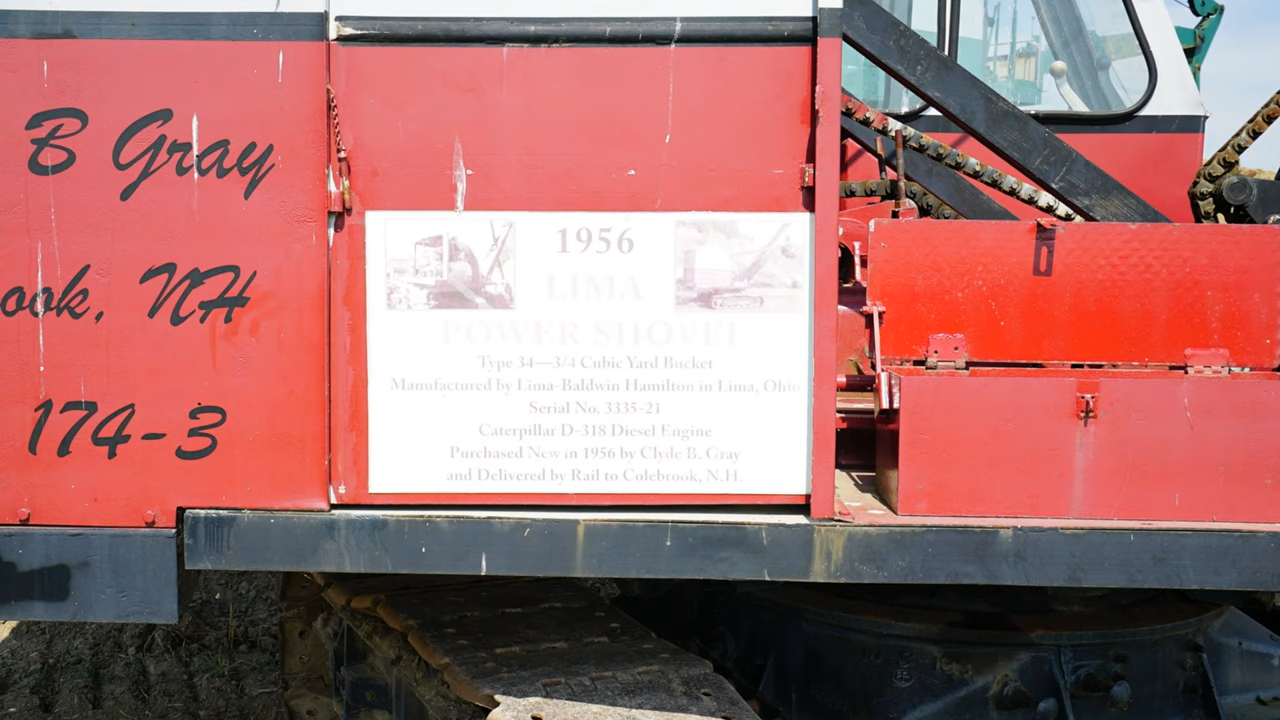 B Gray
ook, NH
174-3
1956
LIMA
POWER SHOVEL
Type 34—3/4 Cubic Yard Bucket
Manufactured by Lima-Baldwin Hamilton in Lima, Ohio
Serial No. 3335-21
Caterpillar D-318 Diesel Engine
Purchased New in 1956 by Clyde B. Gray
and Delivered by Rail to Colebrook, N.H.